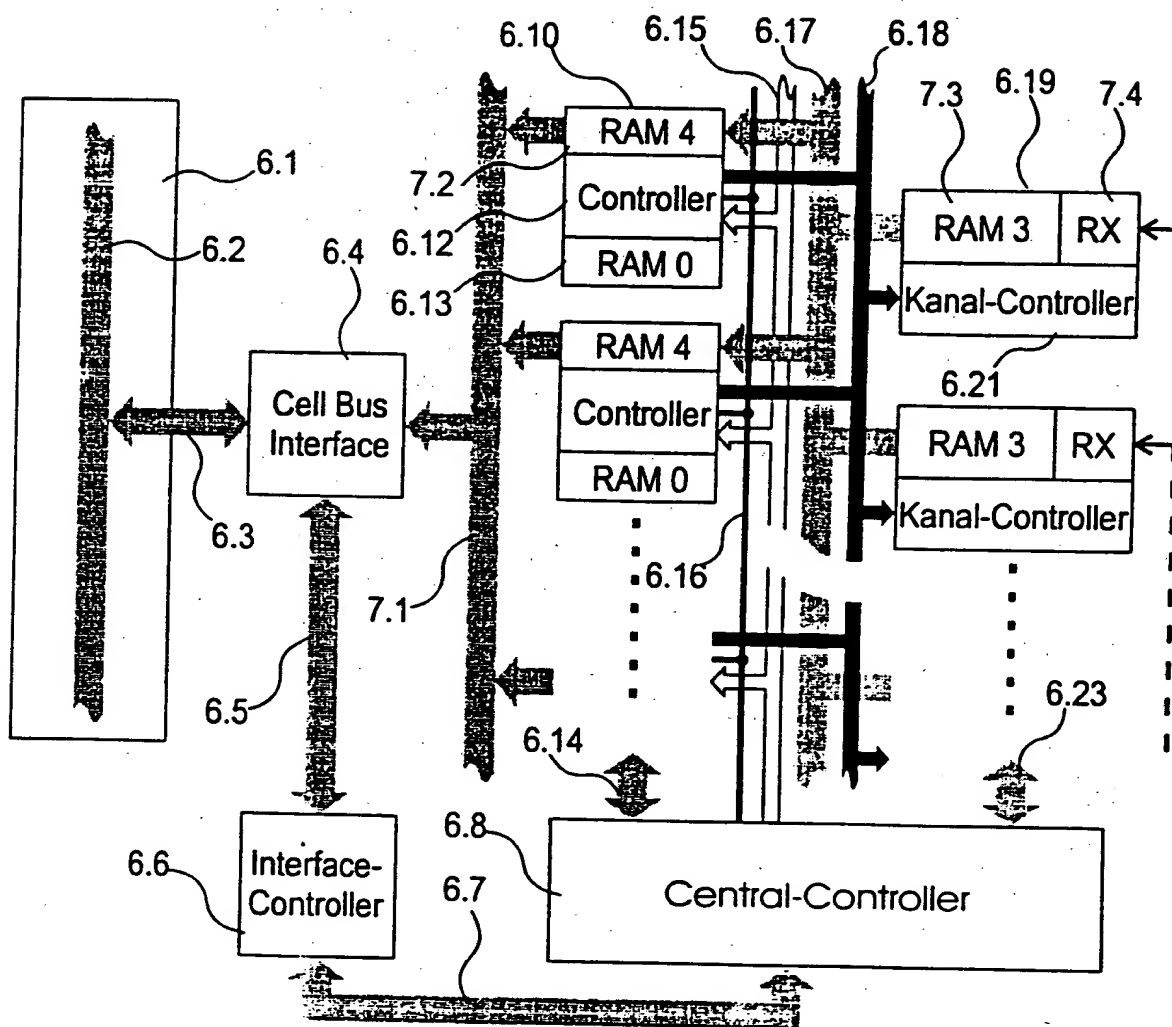 6.10
6.15
6.17
6.18
7.3
6.19
7.4
6.1
6.2
6.4
7.2
6.12
6.13
RAM 4
Controller
RAM 0
RAM 3
RX
Kanal-Controller
6.21
Cell Bus
Interface
6.3
RAM 4
Controller
RAM 0
RAM 3
RX
Kanal-Controller
6.16
7.1
6.5
6.14
6.23
6.6
Interface-
Controller
6.7
6.8
Central-Controller